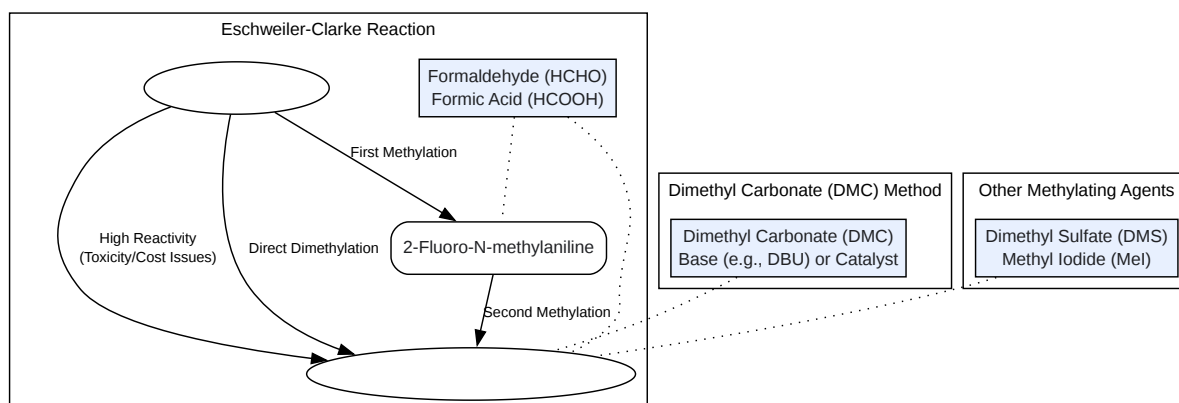 Eschweiler-Clarke Reaction
Formaldehyde (HCHO)
Formic Acid (HCOOH)
First Methylation
Dimethyl Carbonate (DMC) Method
Other Methylating Agents
High Reactivity
(Toxicity/Cost Issues)
Direct Dimethylation
2-Fluoro-N-methylaniline
Dimethyl Carbonate (DMC)
Base (e.g., DBU) or Catalyst
Dimethyl Sulfate (DMS)
Methyl Iodide (MeI)
Second Methylation